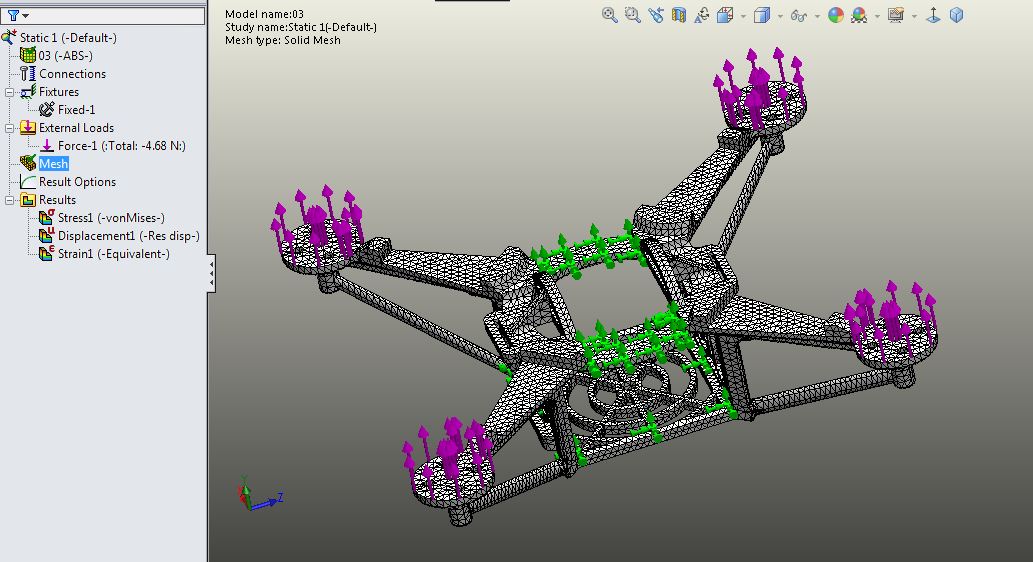 Model name:03
Study name:Static 1(-Default-)
Mesh type: Solid Mesh
Static 1 (-Default-)
03 (-ABS-)
Connections
Fixtures
Fixed-1
External Loads
Force-1 (:Total: -4.68 N:)
Mesh
Result Options
Results
Stress1 (-vonMises-)
Displacement1 (-Res disp-)
Strain1 (-Equivalent-)
Y
Z